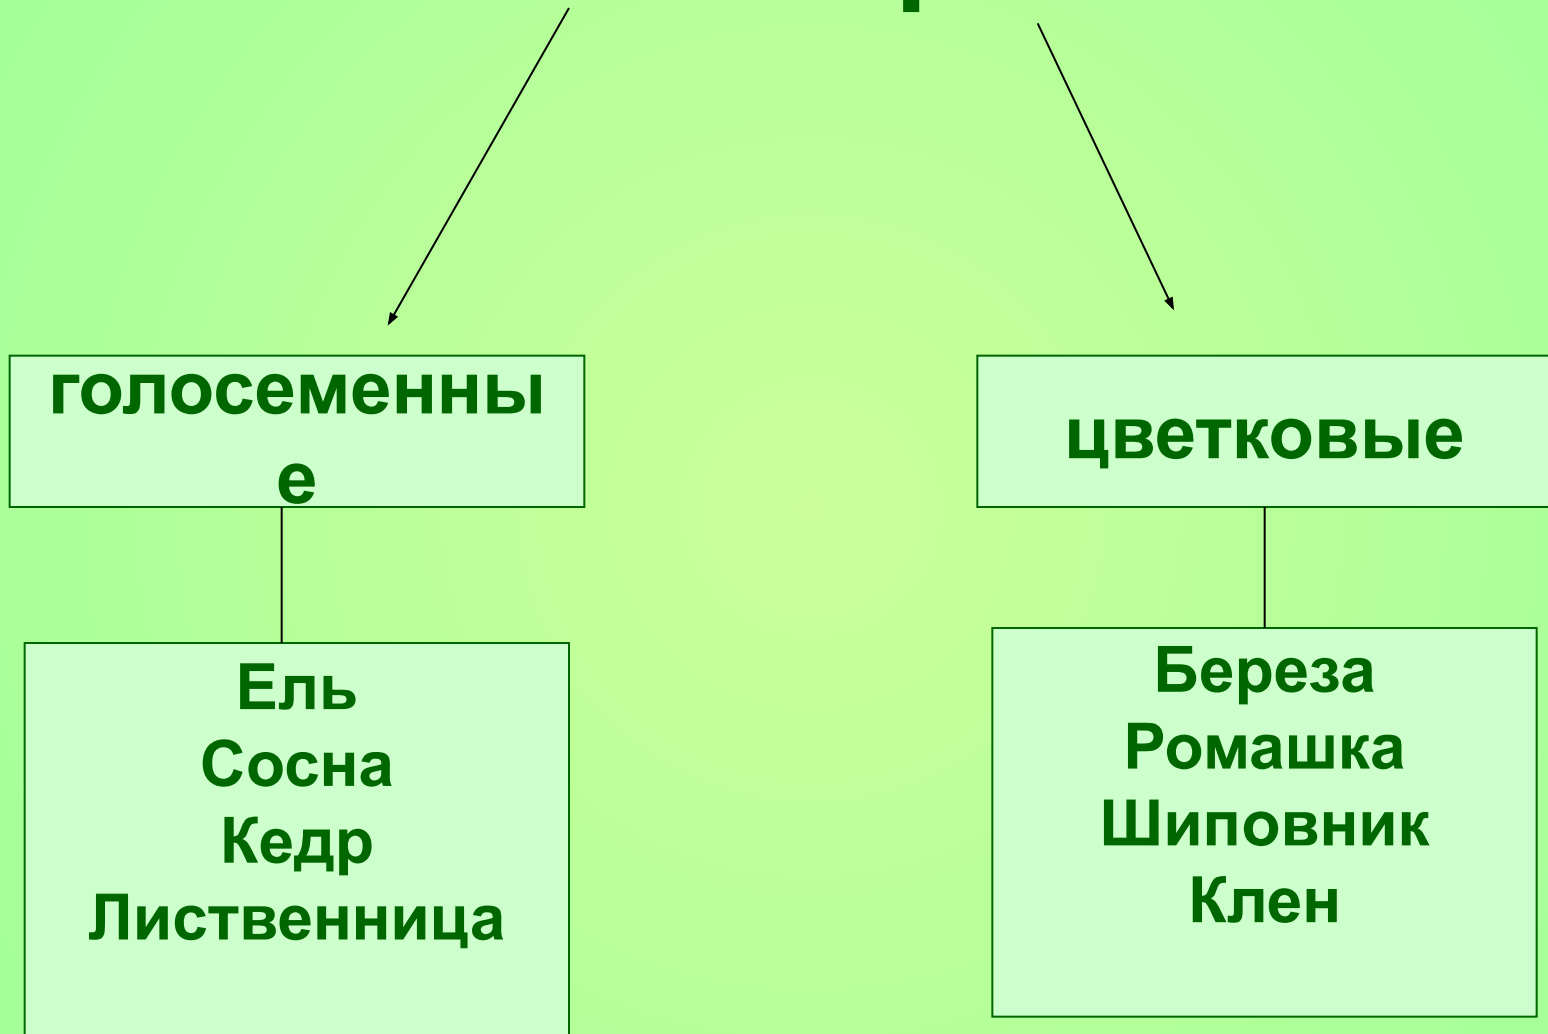 голосеменны
е
цветковые
Ель
Сосна
Кедр
Лиственница
Береза
Ромашка
Шиповник
Клен